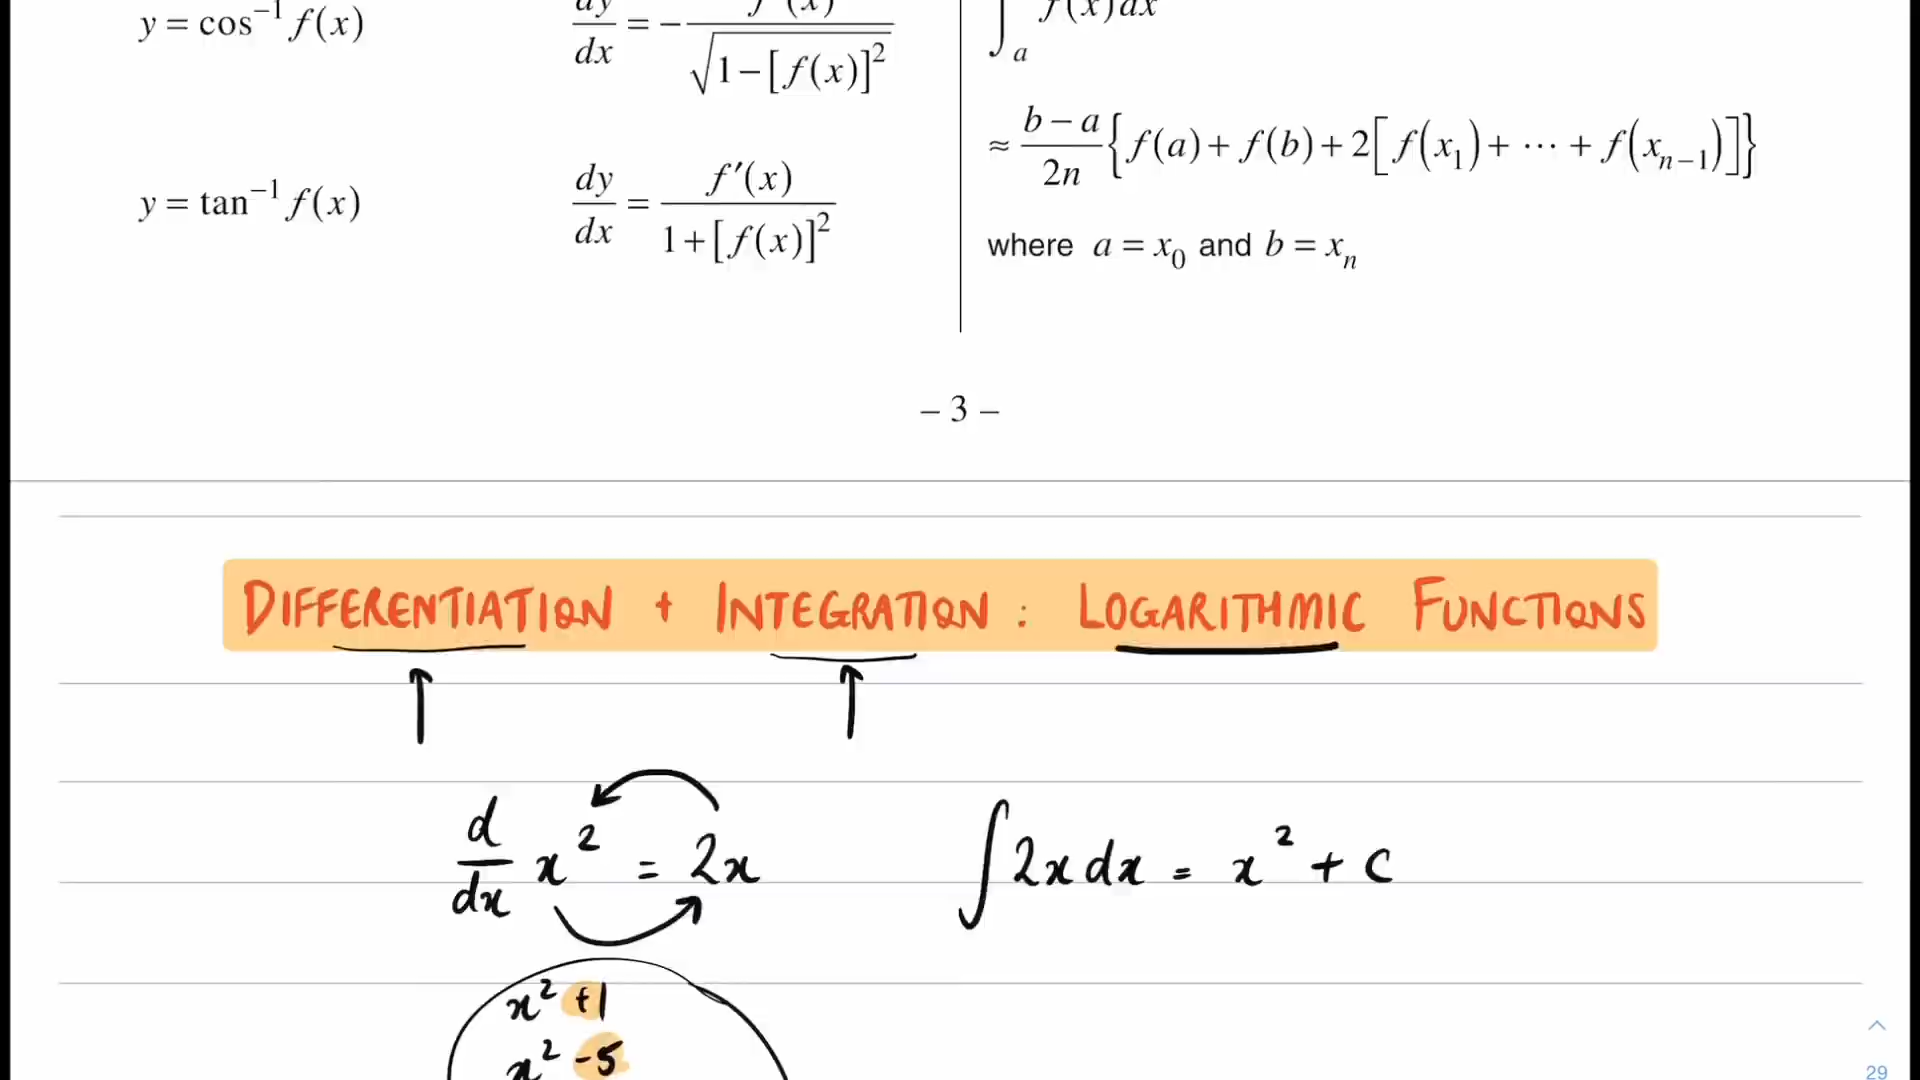 y = cos⁻¹ f(x)
dy/dx = − f′(x)/√(1−[f(x)]²)
y = tan⁻¹ f(x)
dy/dx = f′(x)/(1+[f(x)]²)
∫ₐ f(x)dx
≈ (b−a)/2n {f(a)+f(b)+2[f(x₁)+⋯+f(xₙ₋₁)]}
where a = x₀ and b = xₙ
– 3 –
DIFFERENTIATION + INTEGRATION : LOGARITHMIC FUNCTIONS
d/dx x² = 2x
∫2x dx = x² + C
x² +1
x² -5
29